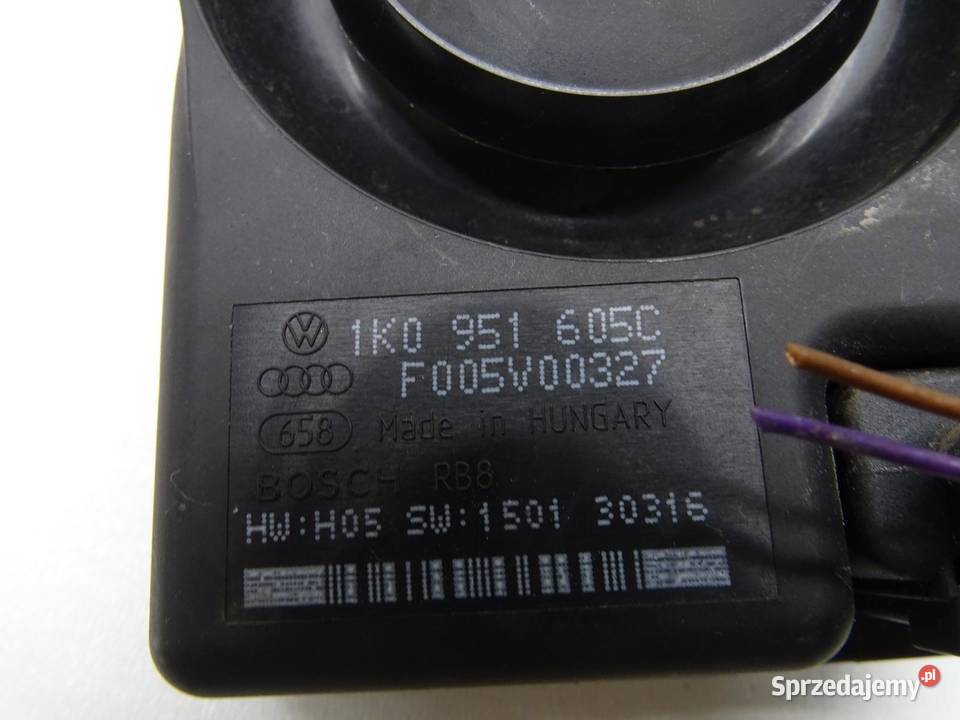 1K0 951 605C
F005V00327
658 Made in HUNGARY
BOSCH RB8
HW:H05 SW:1501 30316
Sprzedajemy.pl